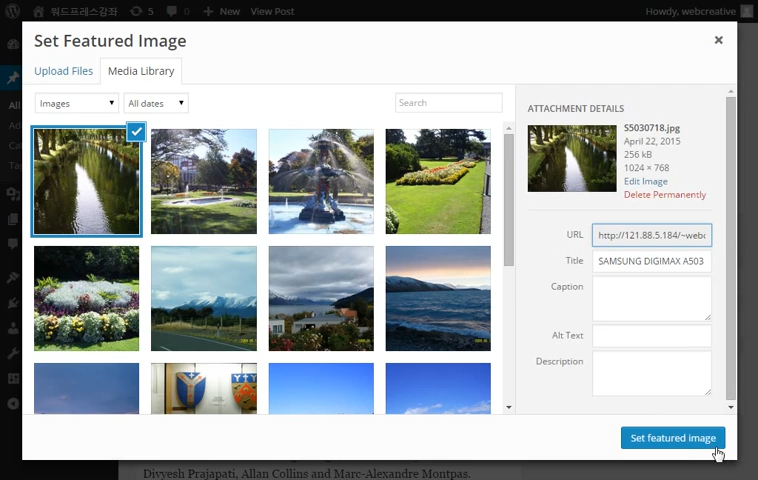 워드프레스강좌 5 0 New View Post Howdy, webcreative
Set Featured Image
Upload Files Media Library
Images All dates Search
ATTACHMENT DETAILS
S5030718.jpg
April 22, 2015
256 kB
1024 × 768
Edit Image
Delete Permanently
URL http://121.88.5.184/~webc
Title SAMSUNG DIGIMAX A503
Caption
Alt Text
Description
Set featured image
Divyesh Prajapati, Allan Collins and Marc-Alexandre Montpas.